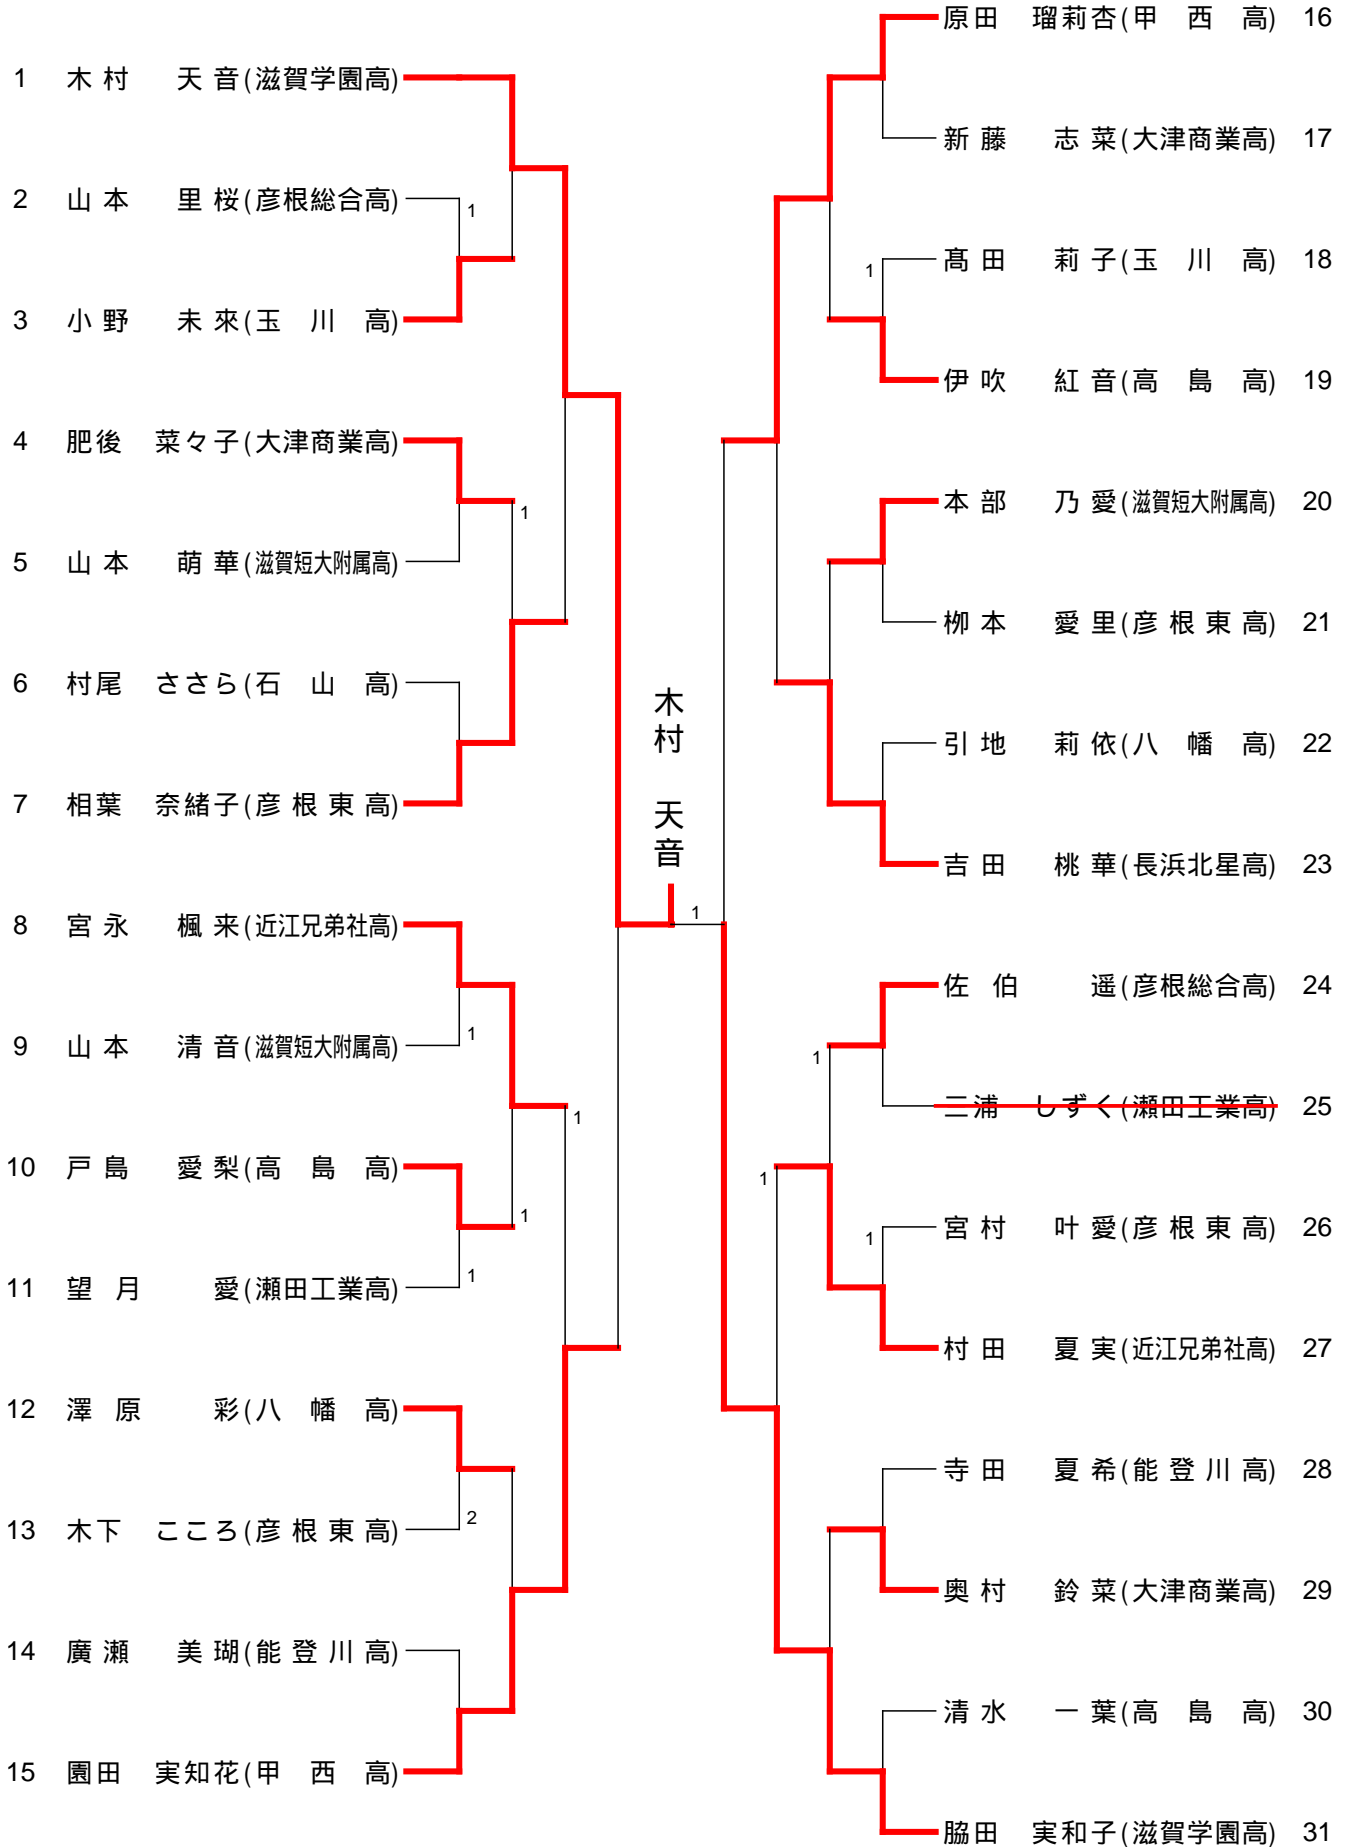 1 木村 天音(滋賀学園高)
2 山本 里桜(彦根総合高)
1
3 小野 未來(玉川高)
4 肥後 菜々子(大津商業高)
1
5 山本 萌華(滋賀短大附属高)
6 村尾 ささら(石山高)
7 相葉 奈緒子(彦根東高)
8 宮永 楓来(近江兄弟社高)
9 山本 清音(滋賀短大附属高)
1
1
10 戸島 愛梨(高島高)
1
11 望月 愛(瀬田工業高)
1
12 澤原 彩(八幡高)
13 木下 こころ(彦根東高)
2
14 廣瀬 美瑚(能登川高)
15 園田 実知花(甲西高)
木村 天音
1
原田 瑠莉杏(甲西高) 16
新藤 志菜(大津商業高) 17
髙田 莉子(玉川高) 18
1
伊吹 紅音(高島高) 19
本部 乃愛(滋賀短大附属高) 20
栁本 愛里(彦根東高) 21
引地 莉依(八幡高) 22
吉田 桃華(長浜北星高) 23
佐伯 遥(彦根総合高) 24
1
三浦 しずく(瀬田工業高) 25
1
宮村 叶愛(彦根東高) 26
1
村田 夏実(近江兄弟社高) 27
寺田 夏希(能登川高) 28
奥村 鈴菜(大津商業高) 29
清水 一葉(高島高) 30
脇田 実和子(滋賀学園高) 31